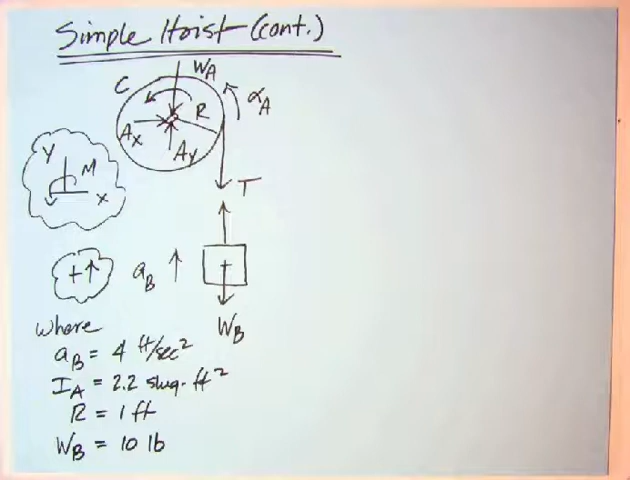 Simple Hoist (cont.)
WA
C
R
αA
Ax
Ay
Y
M
X
T
+↑
aB ↑
WB
where
aB = 4 ft/sec²
IA = 2.2 slug·ft²
R = 1 ft
WB = 10 lb